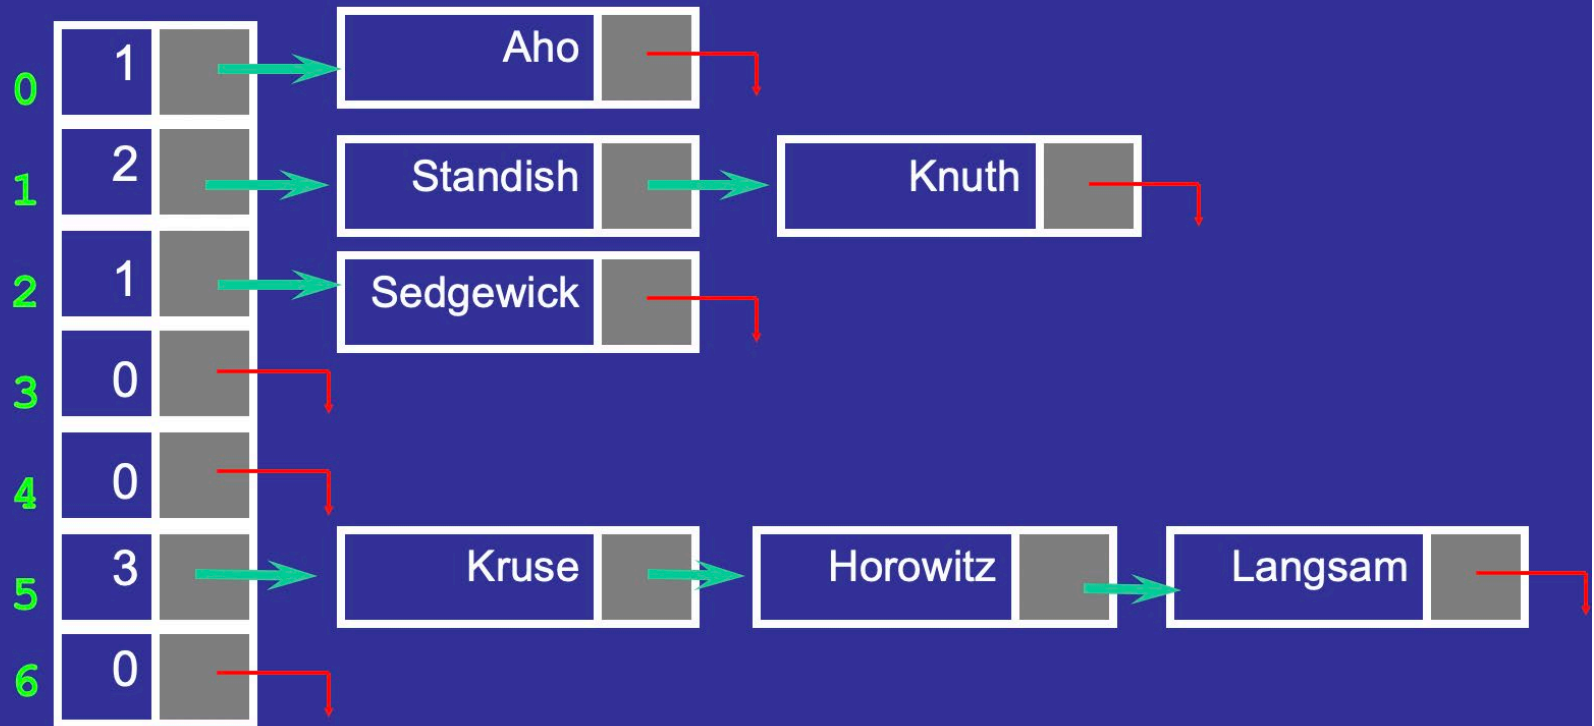 0 1 Aho
1 2 Standish Knuth
2 1 Sedgewick
3 0
4 0
5 3 Kruse Horowitz Langsam
6 0